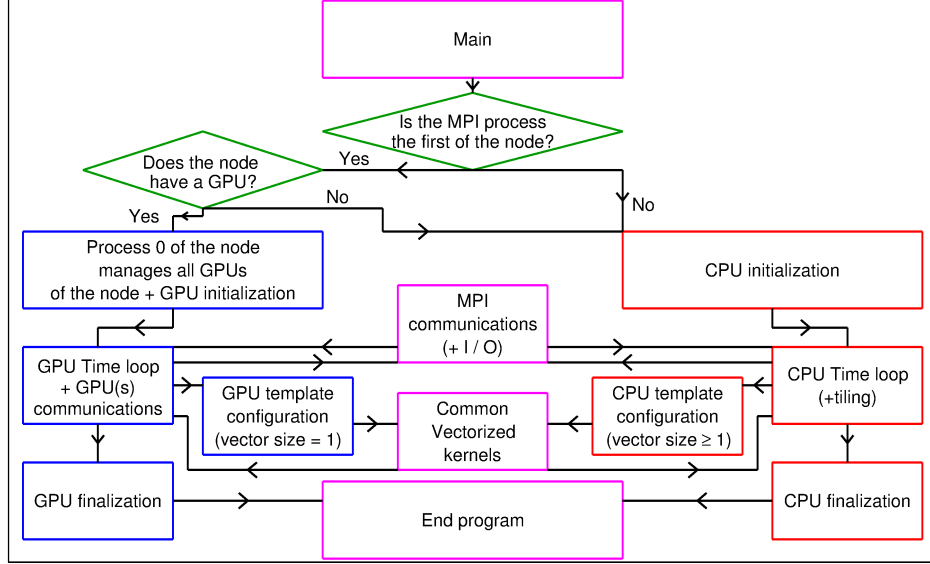 Main
Is the MPI process
the first of the node?
Does the node
have a GPU?
Yes
No
Yes
No
Process 0 of the node
manages all GPUs
of the node + GPU initialization
CPU initialization
MPI
communications
(+ I / O)
GPU Time loop
+ GPU(s)
communications
GPU template
configuration
(vector size = 1)
Common
Vectorized
kernels
CPU template
configuration
(vector size ≥ 1)
CPU Time loop
(+tiling)
GPU finalization
End program
CPU finalization